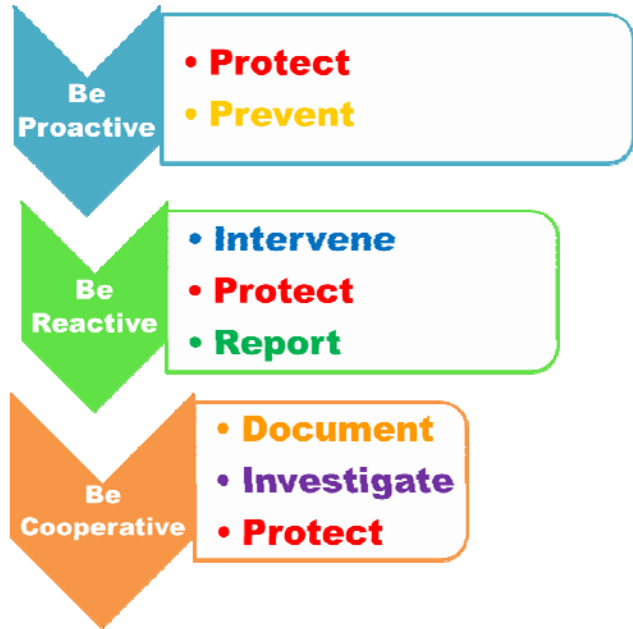 Be
Proactive
• Protect
• Prevent
Be
Reactive
• Intervene
• Protect
• Report
Be
Cooperative
• Document
• Investigate
• Protect